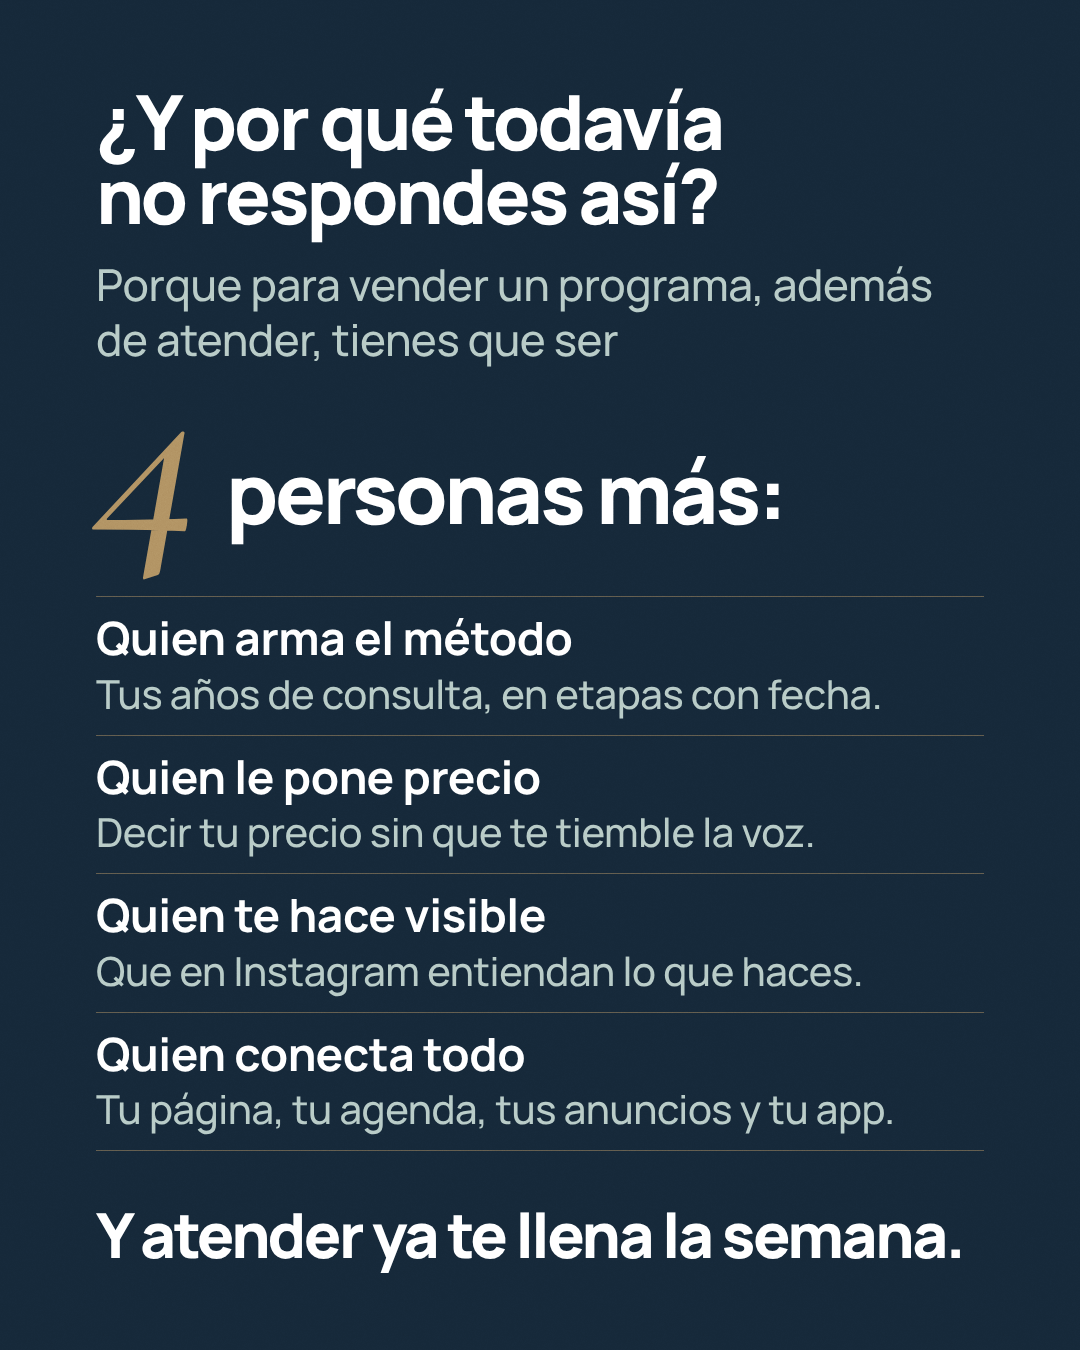 ¿Y por qué todavía
no respondes así?
Porque para vender un programa, además
de atender, tienes que ser
4 personas más:
Quien arma el método
Tus años de consulta, en etapas con fecha.
Quien le pone precio
Decir tu precio sin que te tiemble la voz.
Quien te hace visible
Que en Instagram entiendan lo que haces.
Quien conecta todo
Tu página, tu agenda, tus anuncios y tu app.
Y atender ya te llena la semana.